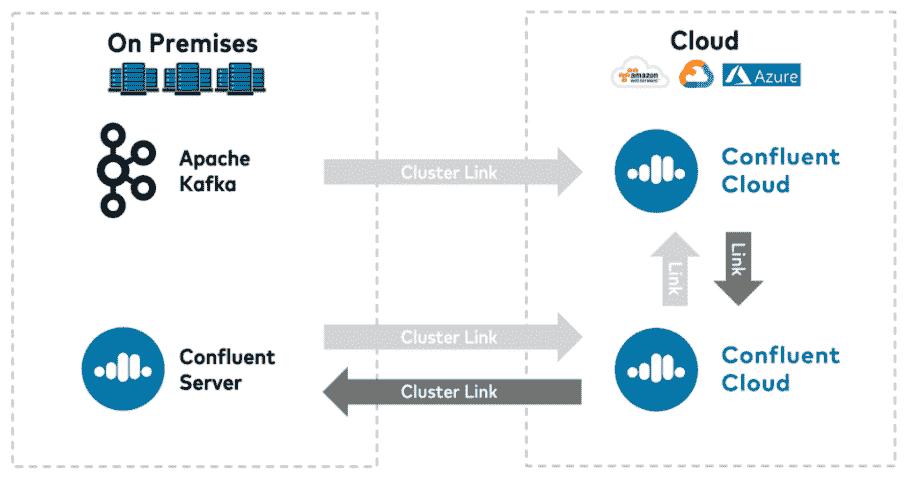 On Premises
Cloud
amazon
web services
Azure
Apache
Kafka
Cluster Link
Confluent
Cloud
Link
Link
Confluent
Server
Cluster Link
Cluster Link
Confluent
Cloud